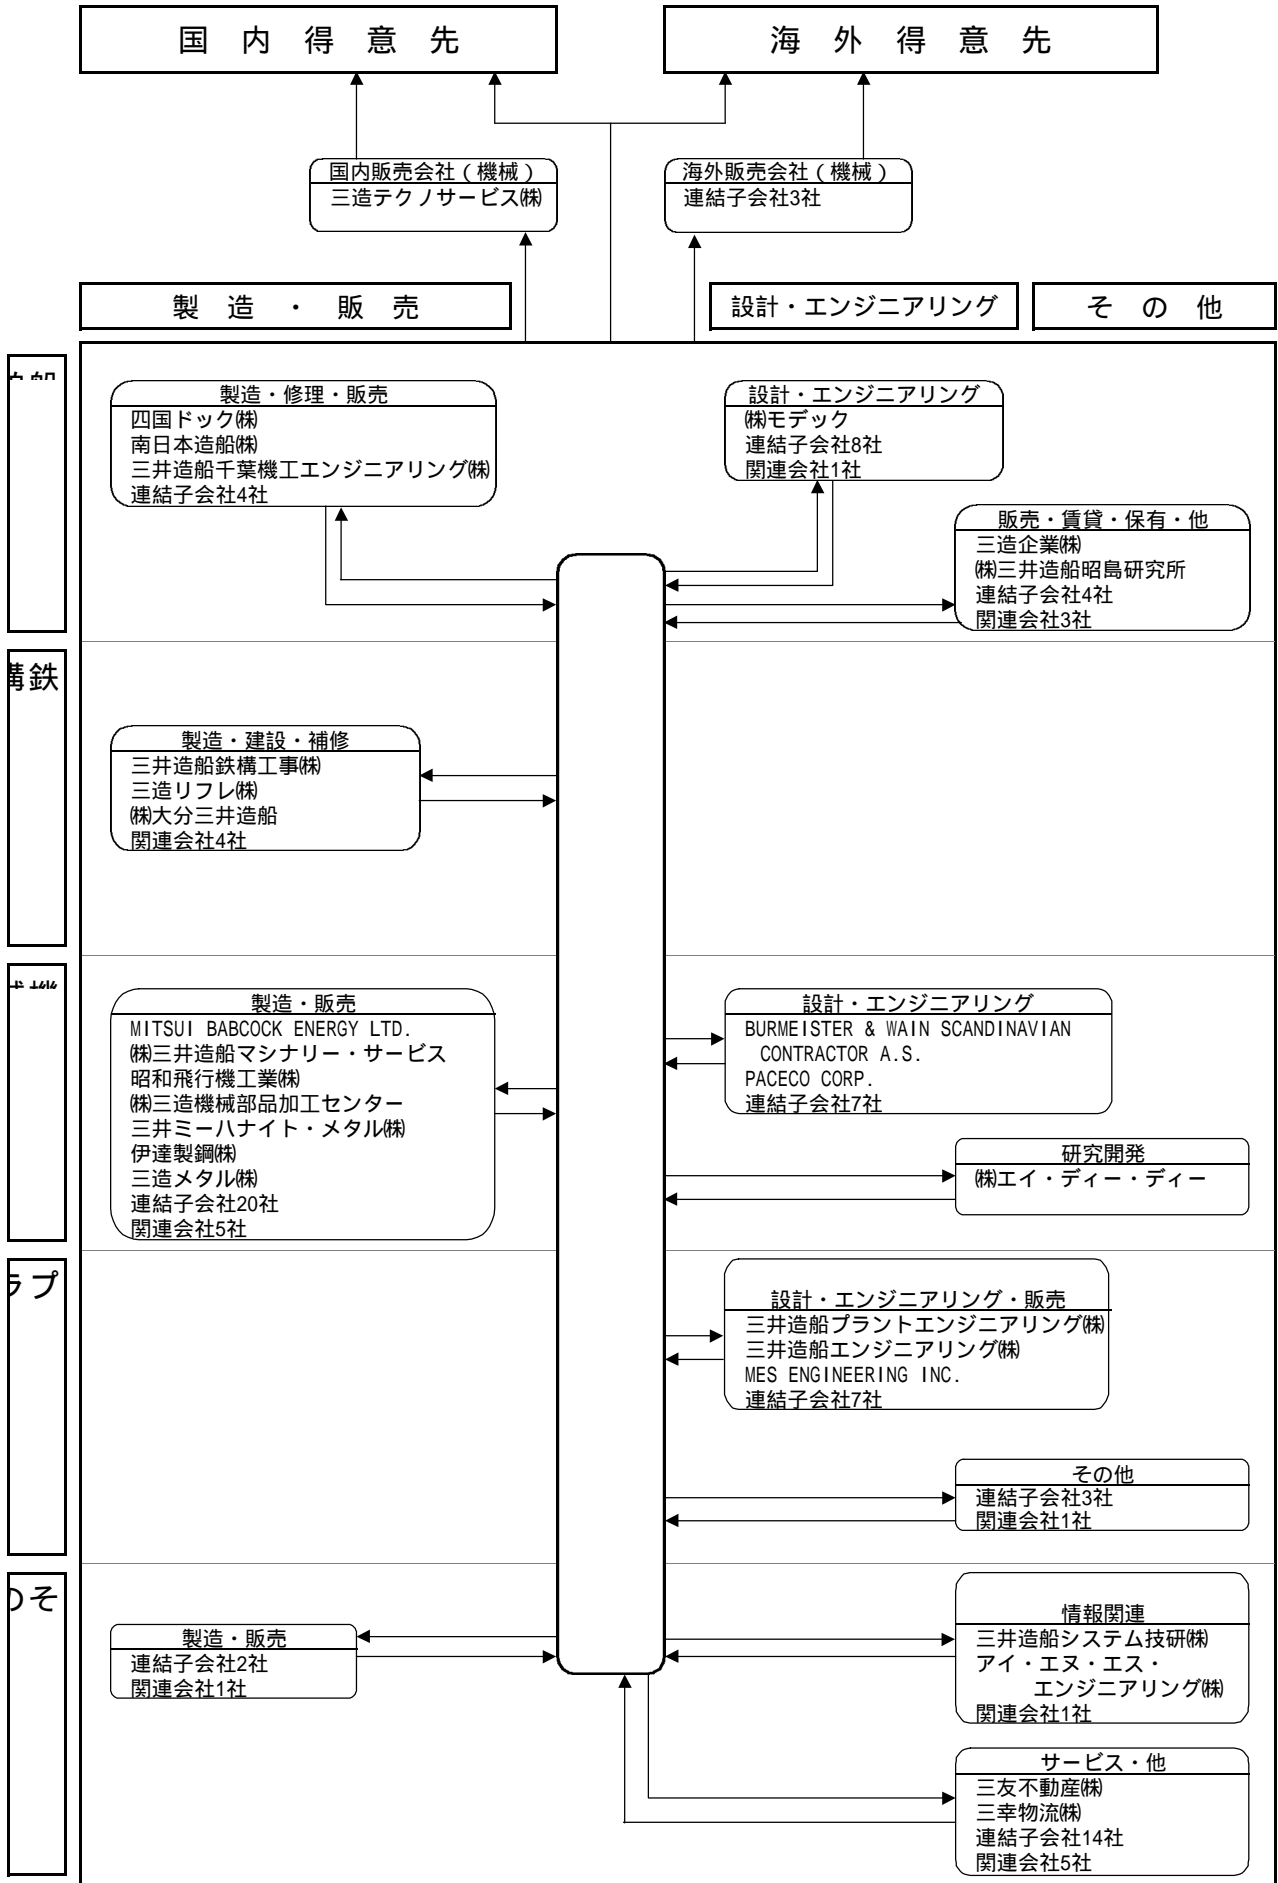 国内得意先
海外得意先
国内販売会社（機械）
三造テクノサービス㈱
海外販売会社（機械）
連結子会社3社
製造・販売
設計・エンジニアリング
その他
製造・修理・販売
四国ドック㈱
南日本造船㈱
三井造船千葉機工エンジニアリング㈱
連結子会社4社
設計・エンジニアリング
㈱モデック
連結子会社8社
関連会社1社
販売・賃貸・保有・他
三造企業㈱
㈱三井造船昭島研究所
連結子会社4社
関連会社3社
鉄
製造・建設・補修
三井造船鉄構工事㈱
三造リフレ㈱
㈱大分三井造船
関連会社4社
製造・販売
MITSUI BABCOCK ENERGY LTD.
㈱三井造船マシナリー・サービス
昭和飛行機工業㈱
㈱三造機械部品加工センター
三井ミーハナイト・メタル㈱
伊達製鋼㈱
三造メタル㈱
連結子会社20社
関連会社5社
設計・エンジニアリング
BURMEISTER & WAIN SCANDINAVIAN
CONTRACTOR A.S.
PACECO CORP.
連結子会社7社
研究開発
㈱エイ・ディー・ディー
プ
設計・エンジニアリング・販売
三井造船プラントエンジニアリング㈱
三井造船エンジニアリング㈱
MES ENGINEERING INC.
連結子会社7社
その他
連結子会社3社
関連会社1社
そ
製造・販売
連結子会社2社
関連会社1社
情報関連
三井造船システム技研㈱
アイ・エヌ・エス・
エンジニアリング㈱
関連会社1社
サービス・他
三友不動産㈱
三幸物流㈱
連結子会社14社
関連会社5社